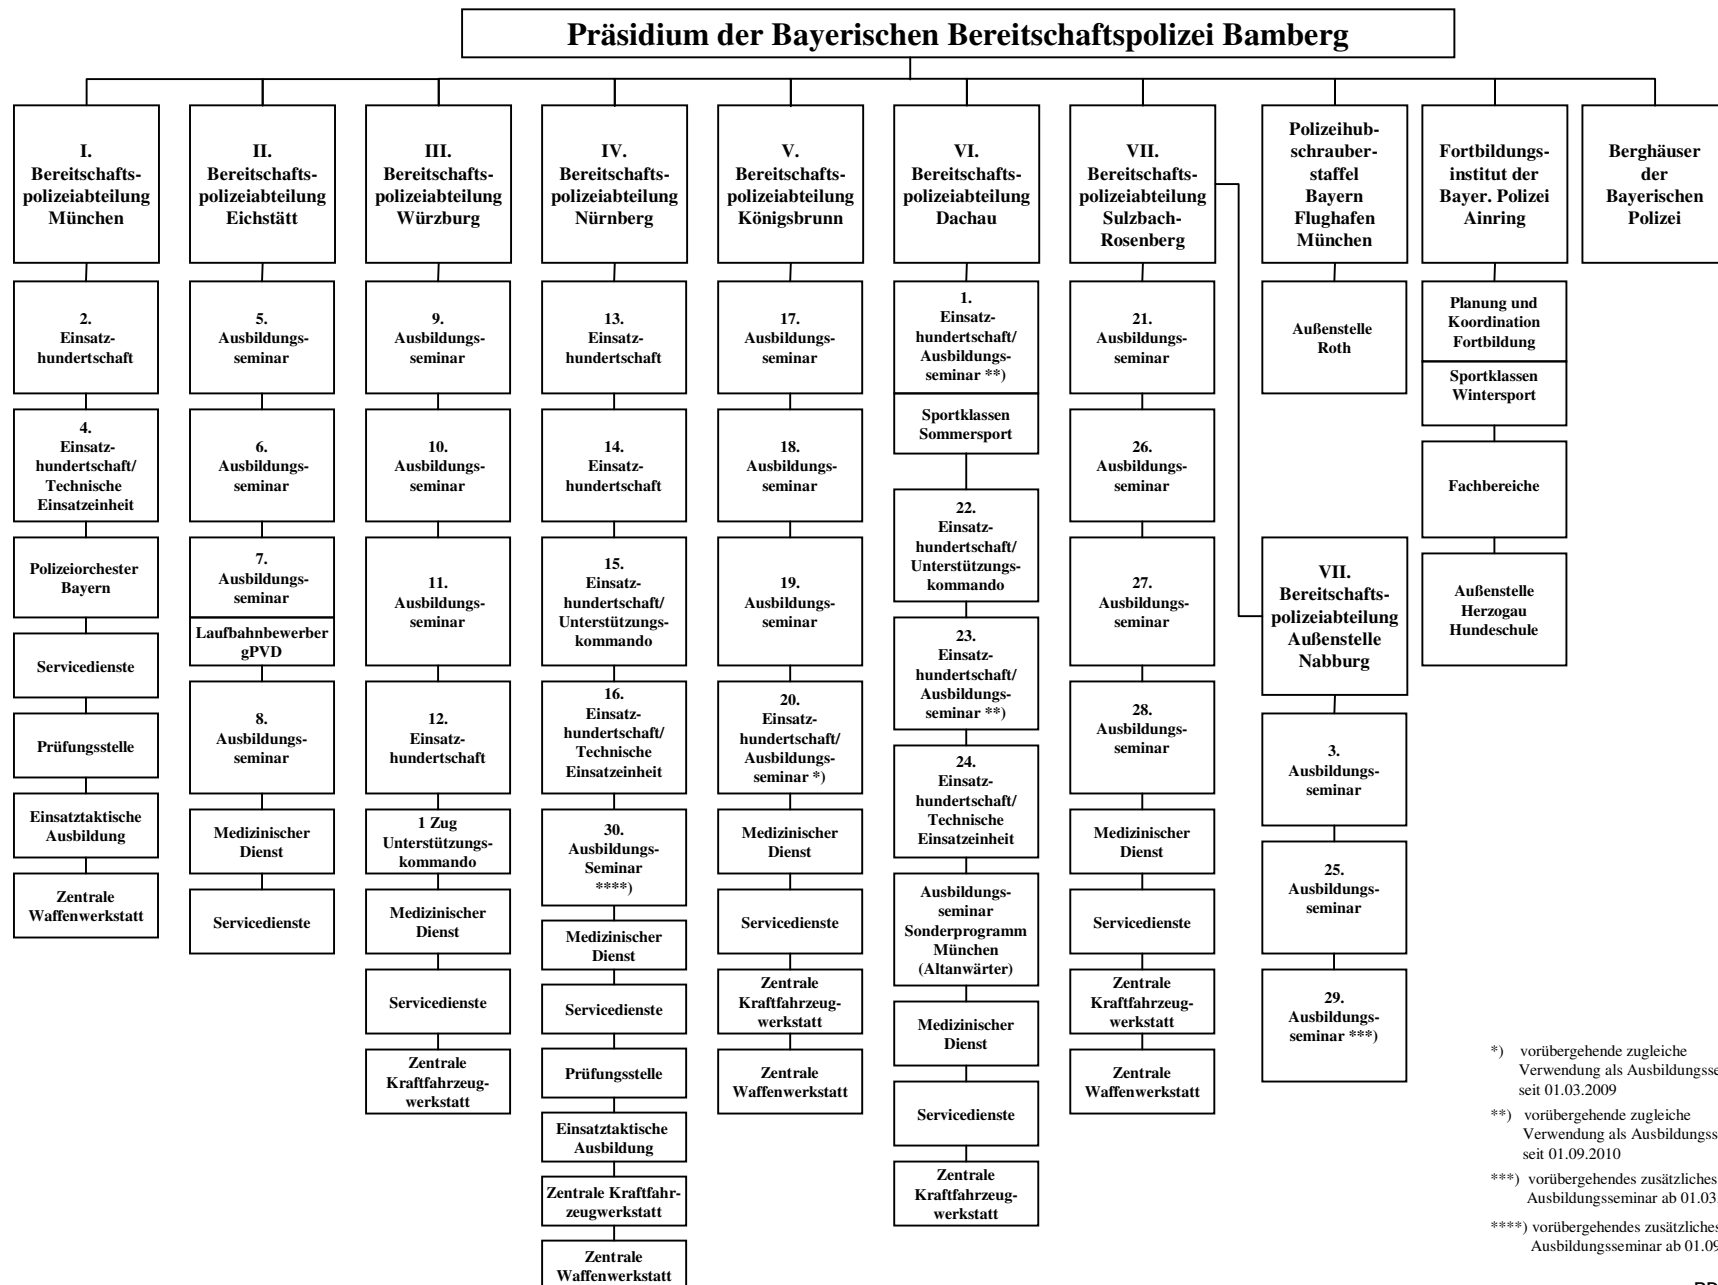 Präsidium der Bayerischen Bereitschaftspolizei Bamberg
I.
Bereitschafts-
polizeiabteilung
München
2.
Einsatz-
hundertschaft
4.
Einsatz-
hundertschaft/
Technische
Einsatzeinheit
Polizeiorchester
Bayern
Servicedienste
Prüfungsstelle
Einsatztaktische
Ausbildung
Zentrale
Waffenwerkstatt
II.
Bereitschafts-
polizeiabteilung
Eichstätt
5.
Ausbildungs-
seminar
6.
Ausbildungs-
seminar
7.
Ausbildungs-
seminar
Laufbahnbewerber
gPVD
8.
Ausbildungs-
seminar
Medizinischer
Dienst
Servicedienste
III.
Bereitschafts-
polizeiabteilung
Würzburg
9.
Ausbildungs-
seminar
10.
Ausbildungs-
seminar
11.
Ausbildungs-
seminar
12.
Einsatz-
hundertschaft
1 Zug
Unterstützungs-
kommando
Medizinischer
Dienst
Servicedienste
Zentrale
Kraftfahrzeug-
werkstatt
IV.
Bereitschafts-
polizeiabteilung
Nürnberg
13.
Einsatz-
hundertschaft
14.
Einsatz-
hundertschaft
15.
Einsatz-
hundertschaft/
Unterstützungs-
kommando
16.
Einsatz-
hundertschaft/
Technische
Einsatzeinheit
30.
Ausbildungs-
Seminar
****)
Medizinischer
Dienst
Servicedienste
Prüfungsstelle
Einsatztaktische
Ausbildung
Zentrale Kraftfahr-
zeugwerkstatt
Zentrale
Waffenwerkstatt
V.
Bereitschafts-
polizeiabteilung
Königsbrunn
17.
Ausbildungs-
seminar
18.
Ausbildungs-
seminar
19.
Ausbildungs-
seminar
20.
Einsatz-
hundertschaft/
Ausbildungs-
seminar *)
Medizinischer
Dienst
Servicedienste
Zentrale
Kraftfahrzeug-
werkstatt
Zentrale
Waffenwerkstatt
VI.
Bereitschafts-
polizeiabteilung
Dachau
1.
Einsatz-
hundertschaft/
Ausbildungs-
seminar **)
Sportklassen
Sommersport
22.
Einsatz-
hundertschaft/
Unterstützungs-
kommando
23.
Einsatz-
hundertschaft/
Ausbildungs-
seminar **)
24.
Einsatz-
hundertschaft/
Technische
Einsatzeinheit
Ausbildungs-
seminar
Sonderprogramm
München
(Altanwärter)
Medizinischer
Dienst
Servicedienste
Zentrale
Kraftfahrzeug-
werkstatt
VII.
Bereitschafts-
polizeiabteilung
Sulzbach-
Rosenberg
21.
Ausbildungs-
seminar
26.
Ausbildungs-
seminar
27.
Ausbildungs-
seminar
28.
Ausbildungs-
seminar
Medizinischer
Dienst
Servicedienste
Zentrale
Kraftfahrzeug-
werkstatt
Zentrale
Waffenwerkstatt
Polizeihub-
schrauber-
staffel
Bayern
Flughafen
München
Außenstelle
Roth
VII.
Bereitschafts-
polizeiabteilung
Außenstelle
Nabburg
3.
Ausbildungs-
seminar
25.
Ausbildungs-
seminar
29.
Ausbildungs-
seminar ***)
Fortbildungs-
institut der
Bayer. Polizei
Ainring
Planung und
Koordination
Fortbildung
Sportklassen
Wintersport
Fachbereiche
Außenstelle
Herzogau
Hundeschule
Berghäuser
der
Bayerischen
Polizei
*) vorübergehende zugleiche
Verwendung als
seit 01.03.2009
**) vorübergehende zugleiche
Verwendung als
seit 01.09.2010
***) vorübergehendes zusätzliches
Ausbildungsseminar ab
****) vorübergehendes zusätzliches
Ausbildungsseminar ab